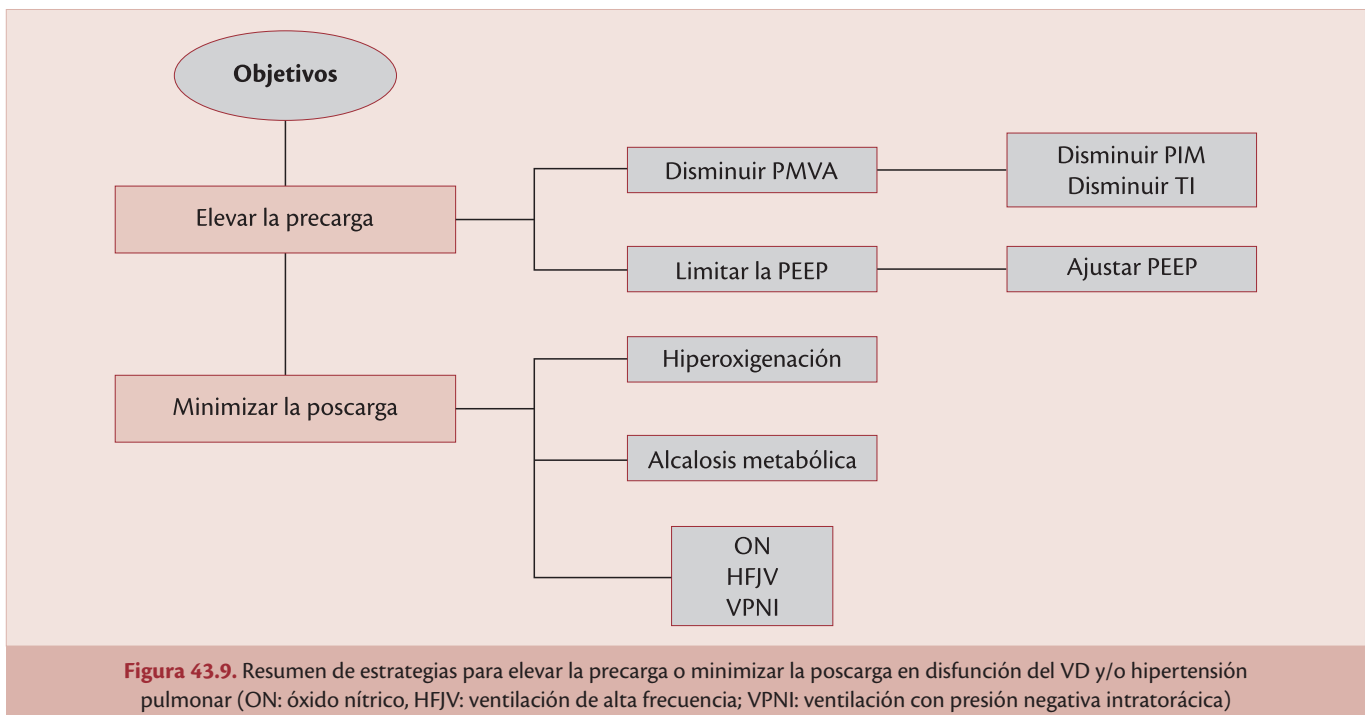 Objetivos
Elevar la precarga
Disminuir PMVA
Disminuir PIM
Disminuir TI
Limitar la PEEP
Ajustar PEEP
Minimizar la poscarga
Hiperoxigenación
Alcalosis metabólica
ON
HFJV
VPNI
Figura 43.9. Resumen de estrategias para elevar la precarga o minimizar la poscarga en disfunción del VD y/o hipertensión
pulmonar (ON: óxido nítrico, HFJV: ventilación de alta frecuencia; VPNI: ventilación con presión negativa intratorácica)